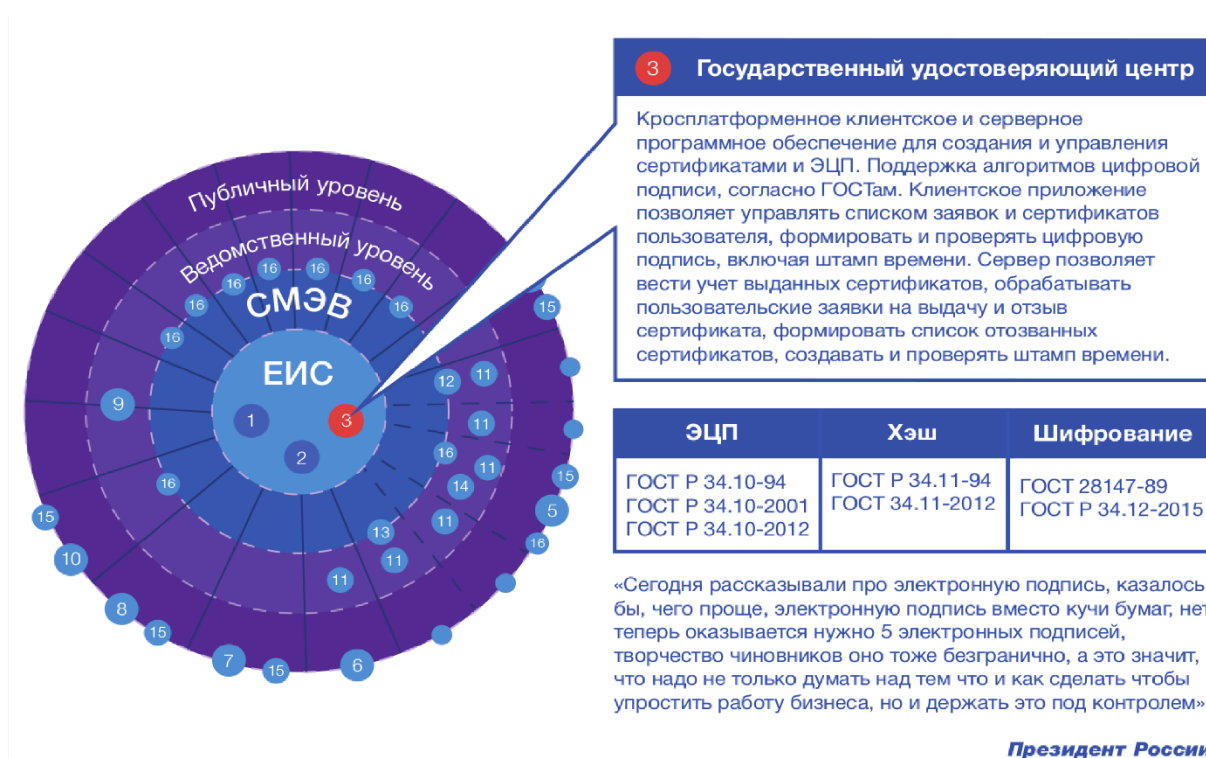 Публичный уровень
Ведомственный уровень
СМЭВ
ЕИС
1
2
3
16
16
16
16
16
16
16
15
12
11
9
11
16
11
16
14
15
15
11
5
13
16
10
11
11
8
15
7
15
6
3 Государственный удостоверяющий центр
Кросплатформенное клиентское и серверное
программное обеспечение для создания и управления
сертификатами и ЭЦП. Поддержка алгоритмов цифровой
подписи, согласно ГОСТам. Клиентское приложение
позволяет управлять списком заявок и сертификатов
пользователя, формировать и проверять цифровую
подпись, включая штамп времени. Сервер позволяет
вести учет выданных сертификатов, обрабатывать
пользовательские заявки на выдачу и отзыв
сертификата, формировать список отозванных
сертификатов, создавать и проверять штамп времени.
ЭЦП Хэш Шифрование
ГОСТ Р 34.10-94 ГОСТ Р 34.11-94 ГОСТ 28147-89
ГОСТ Р 34.10-2001 ГОСТ 34.11-2012 ГОСТ Р 34.12-2015
ГОСТ Р 34.10-2012
«Сегодня рассказывали про электронную подпись, казалось
бы, чего проще, электронную подпись вместо кучи бумаг, нет
теперь оказывается нужно 5 электронных подписей,
творчество чиновников оно тоже безгранично, а это значит,
что надо не только думать над тем что и как сделать чтобы
упростить работу бизнеса, но и держать это под контролем»
Президент России